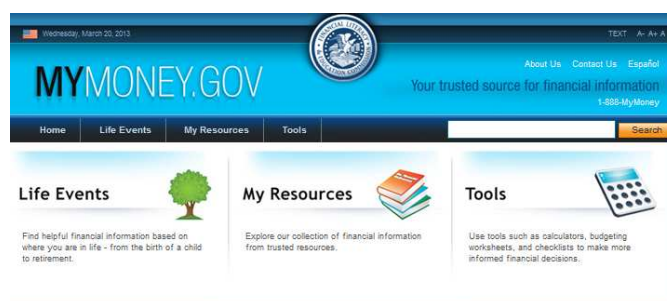 Wednesday, March 20, 2013
TEXT A- A+ A
FINANCIAL LITERACY
About Us Contact Us Español
MYMONEY.GOV
Your trusted source for financial information
1-888-MyMoney
Home Life Events My Resources Tools
Search
Life Events
My Resources
Tools
Find helpful financial information based on
where you are in life - from the birth of a child
to retirement.
Explore our collection of financial information
from trusted resources.
Use tools such as calculators, budgeting
worksheets, and checklists to make more
informed financial decisions.